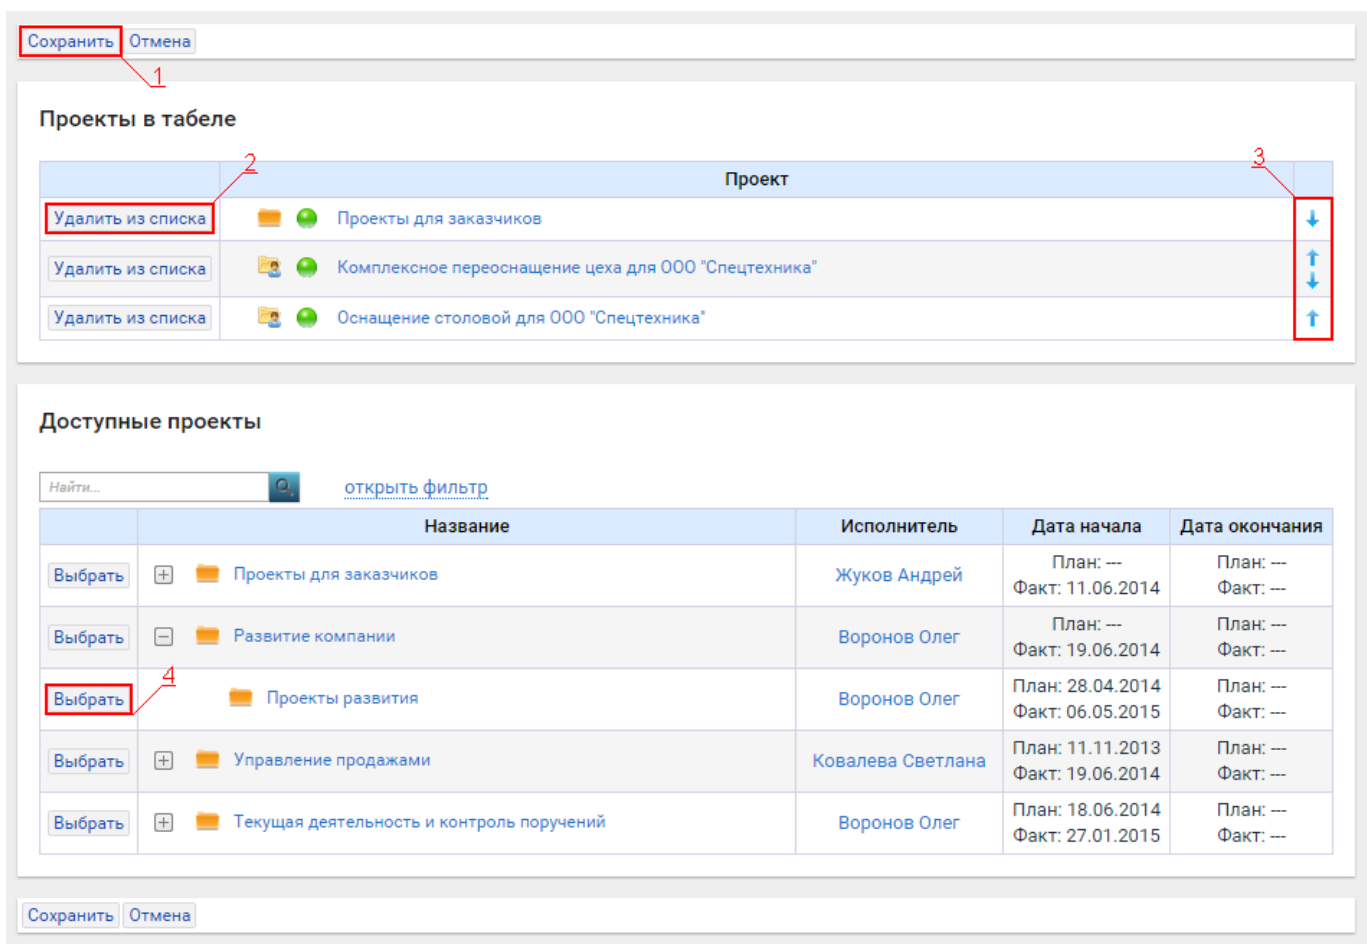 Сохранить Отмена
1
Проекты в табеле
2
3
Проект
Удалить из списка Проекты для заказчиков
Удалить из списка Комплексное переоснащение цеха для ООО "Спецтехника"
Удалить из списка Оснащение столовой для ООО "Спецтехника"
Доступные проекты
Найти... открыть фильтр
Название Исполнитель Дата начала Дата окончания
Выбрать Проекты для заказчиков Жуков Андрей План: --- План: ---
Факт: 11.06.2014 Факт: ---
Выбрать Развитие компании Воронов Олег План: --- План: ---
Факт: 19.06.2014 Факт: ---
4
Выбрать Проекты развития Воронов Олег План: 28.04.2014 План: ---
Факт: 06.05.2015 Факт: ---
Выбрать Управление продажами Ковалева Светлана План: 11.11.2013 План: ---
Факт: 19.06.2014 Факт: ---
Выбрать Текущая деятельность и контроль поручений Воронов Олег План: 18.06.2014 План: ---
Факт: 27.01.2015 Факт: ---
Сохранить Отмена